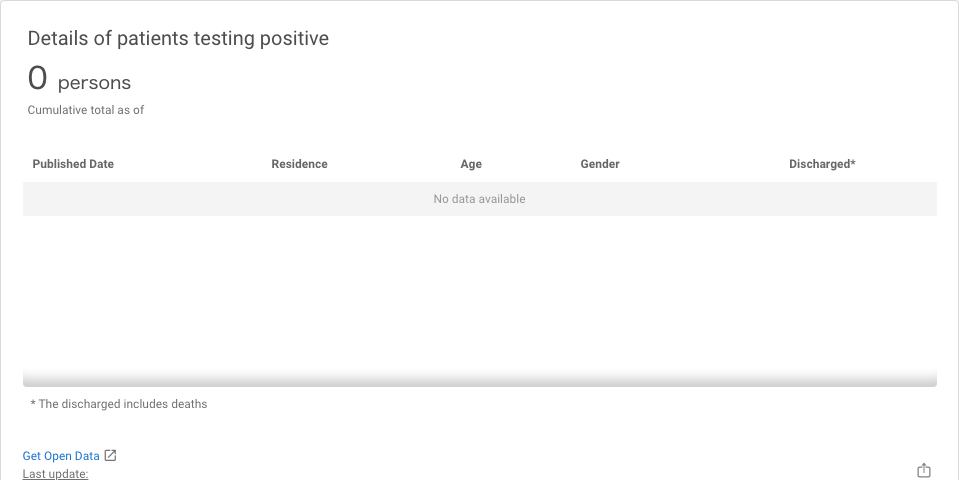 Details of patients testing positive
0 persons
Cumulative total as of
Published Date Residence Age Gender Discharged*
No data available
* The discharged includes deaths
Get Open Data
Last update: